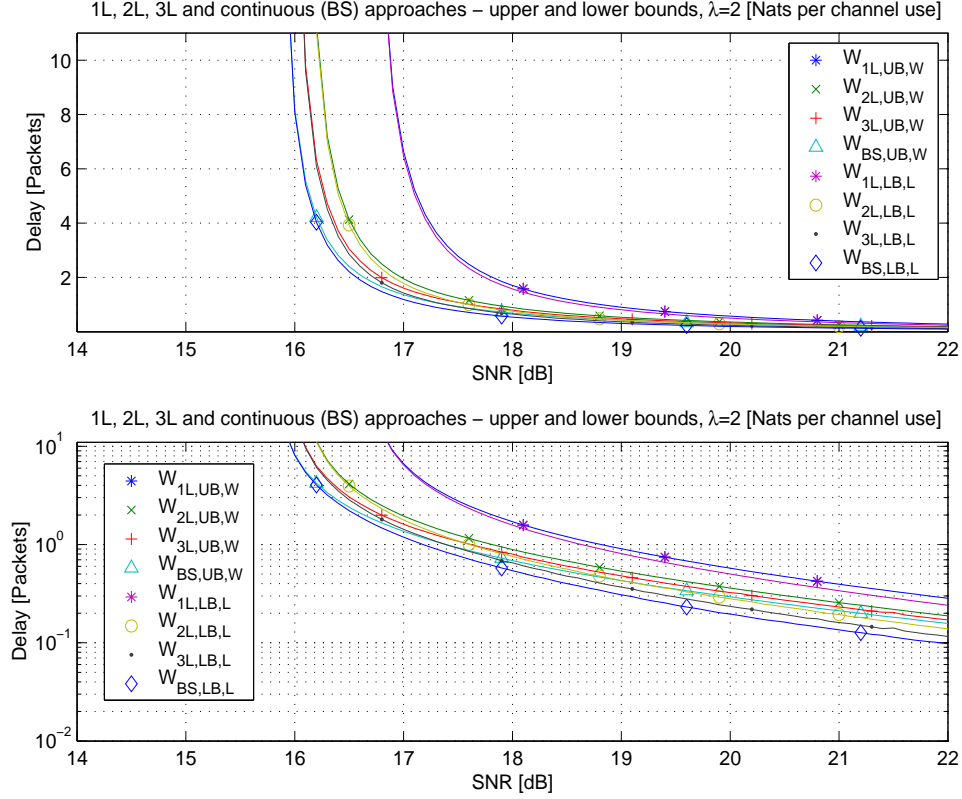 1L, 2L, 3L and continuous (BS) approaches – upper and lower bounds, λ=2 [Nats per channel use]
10
8
6
4
2
Delay [Packets]
W1L,UB,W
W2L,UB,W
W3L,UB,W
WBS,UB,W
W1L,LB,L
W2L,LB,L
W3L,LB,L
WBS,LB,L
14 15 16 17 18 19 20 21 22
SNR [dB]
1L, 2L, 3L and continuous (BS) approaches – upper and lower bounds, λ=2 [Nats per channel use]
10^1
10^0
10^−1
10^−2
Delay [Packets]
W1L,UB,W
W2L,UB,W
W3L,UB,W
WBS,UB,W
W1L,LB,L
W2L,LB,L
W3L,LB,L
WBS,LB,L
14 15 16 17 18 19 20 21 22
SNR [dB]